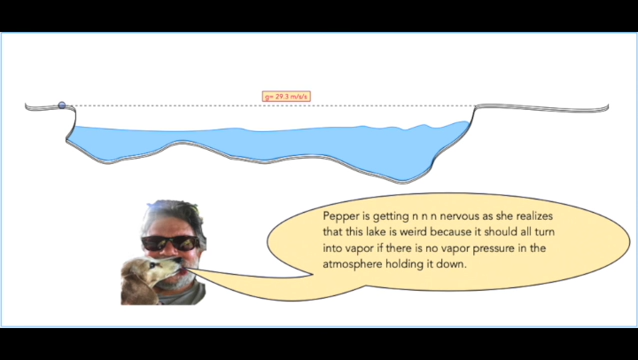 g= 29.3 m/s/s
Pepper is getting n n n nervous as she realizes
that this lake is weird because it should all turn
into vapor if there is no vapor pressure in the
atmosphere holding it down.